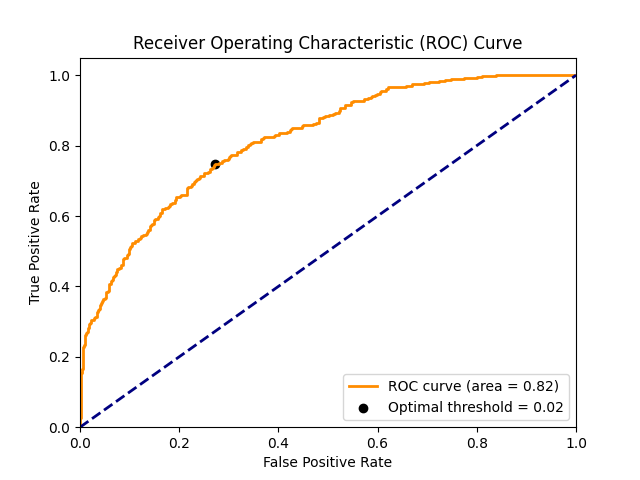 Receiver Operating Characteristic (ROC) Curve
True Positive Rate
1.0
0.8
0.6
0.4
0.2
0.0
0.0 0.2 0.4 0.6 0.8 1.0
False Positive Rate
ROC curve (area = 0.82)
Optimal threshold = 0.02